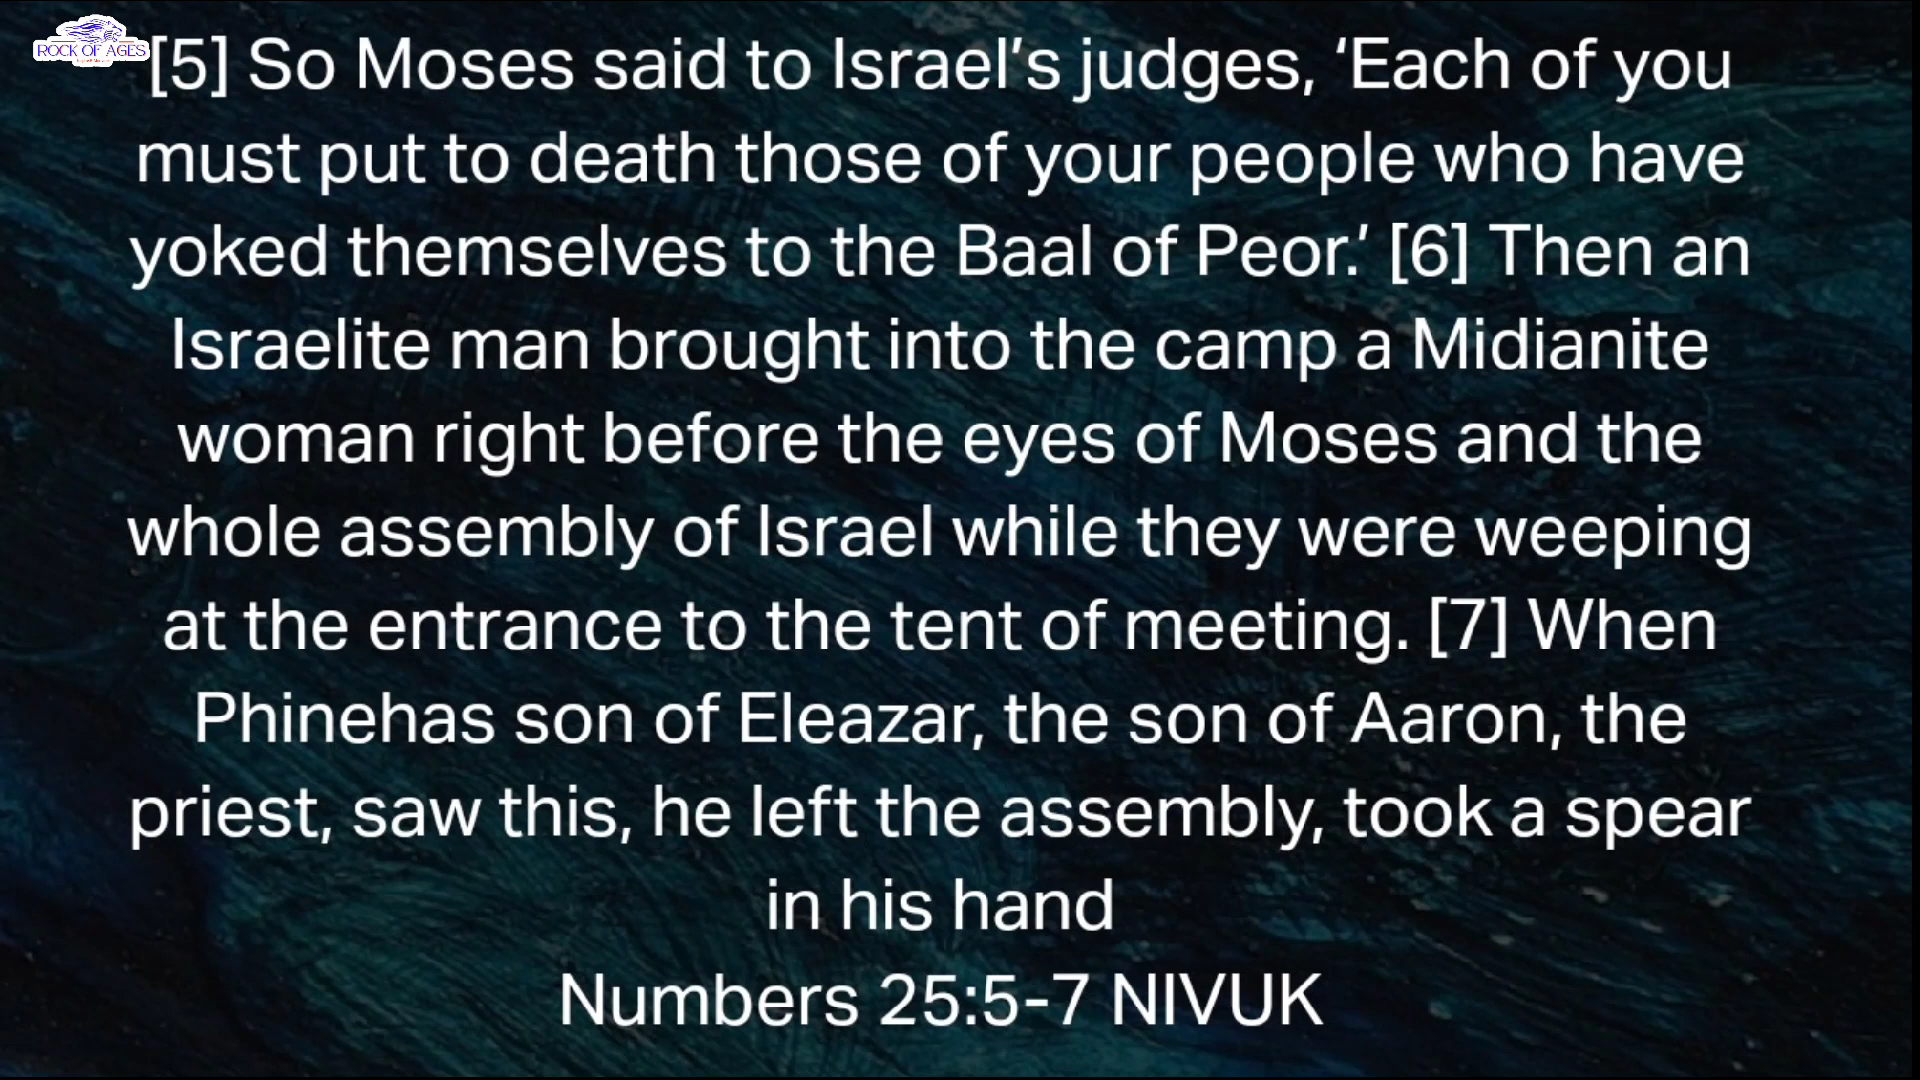 ROCK OF AGES
[5] So Moses said to Israel’s judges, ‘Each of you
must put to death those of your people who have
yoked themselves to the Baal of Peor.’ [6] Then an
Israelite man brought into the camp a Midianite
woman right before the eyes of Moses and the
whole assembly of Israel while they were weeping
at the entrance to the tent of meeting. [7] When
Phinehas son of Eleazar, the son of Aaron, the
priest, saw this, he left the assembly, took a spear
in his hand
Numbers 25:5-7 NIVUK